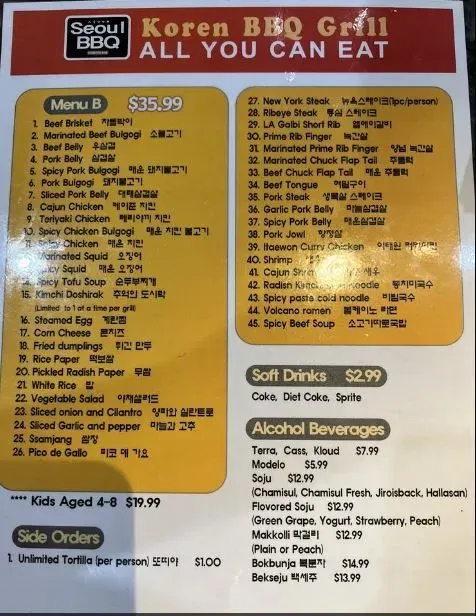 Seoul
BBQ
Koren BBQ Grill
ALL YOU CAN EAT
Menu B $35.99
1. Beef Brisket 차돌박이
2. Marinated Beef Bulgogi 소불고기
3. Beef Belly 우삼겹
4. Pork Belly 삼겹살
5. Spicy Pork Bulgogi 매운 돼지불고기
6. Pork Bulgogi 돼지불고기
7. Sliced Pork Belly 대패삼겹살
8. Cajun Chicken 케이준 치킨
9. Teriyaki Chicken 데리야끼 치킨
10. Spicy Chicken Bulgogi 매운 치킨 불고기
Spicy Chicken 매운 치킨
Marinated Squid 오징어
Spicy Squid 매운 오징어
Spicy Tofu Soup 순두부찌개
15. Kimchi Doshirak 추억의 도시락
(Limited to 1 at a time per grill)
16. Steamed Egg 계란찜
17. Corn Cheese 콘치즈
18. Fried dumplings 튀긴 만두
19. Rice Paper 떡보쌈
20. Pickled Radish Paper 무쌈
21. White Rice 밥
22. Vegetable Salad 야채샐러드
23. Sliced onion and Cilantro 양파와 실란트로
24. Sliced Garlic and pepper 마늘과 고추
25. Ssamjang 쌈장
26. Pico de Gallo 피코 데 가요
**** Kids Aged 4-8 $19.99
Side Orders
1. Unlimited Tortilla (per person) 또띠아 $1.00
27. New York Steak 뉴욕스테이크(1pc/person)
28. Ribeye Steak 꽃심 스테이크
29. LA Galbi Short Rib 엘에이갈비
30. Prime Rib Finger 늑간살
31. Marinated Prime Rib Finger 양념 늑간살
32. Marinated Chuck Flap Tail 주물럭
33. Beef Chuck Flap Tail 매운 주물럭
34. Beef Tongue
35. Pork Steak 생목살 스테이크
36. Garlic Pork Belly 마늘삼겹살
37. Spicy Pork Belly 매운삼겹살
38. Pork Jowl 항정살
39. Itaewon Curry Chicken 이태원
40. Shrimp
41. Cajun 새우
42. Radish Noodle 동치미국수
43. Spicy paste cold noodle 비빔국수
44. Volcano ramen 볼케이노 라면
45. Spicy Beef Soup 소고기따로국밥
Soft Drinks $2.99
Coke, Diet Coke, Sprite
Alcohol Beverages
Terra, Cass, Kloud $7.99
Modelo $5.99
Soju $12.99
(Chamisul, Chamisul Fresh, Jiroisback, Hallasan)
Flovored Soju $12.99
(Green Grape, Yogurt, Strawberry, Peach)
Makkolli 막걸리 $12.99
(Plain or Peach)
Bokbunja 복분자 $14.99
Bekseju 백세주 $13.99